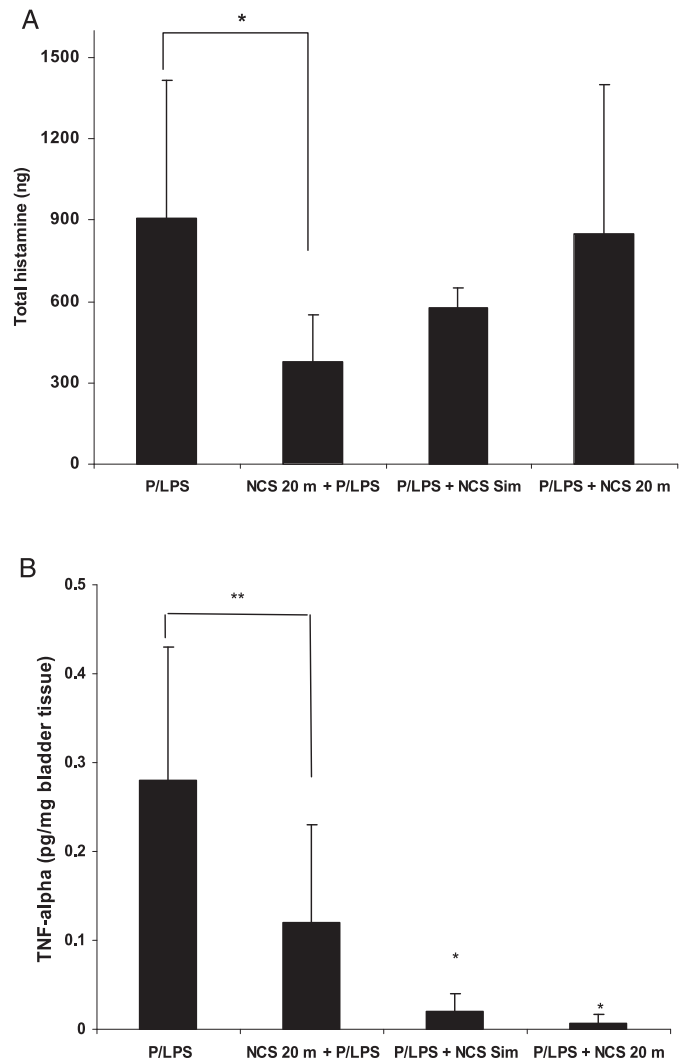 A
*
1500
1200
900
600
300
0
Total histamine (ng)
P/LPS NCS 20 m + P/LPS P/LPS + NCS Sim P/LPS + NCS 20 m
B
0.5
**
0.4
0.3
0.2
0.1
*
*
0
TNF-alpha (pg/mg bladder tissue)
P/LPS NCS 20 m + P/LPS P/LPS + NCS Sim P/LPS + NCS 20 m